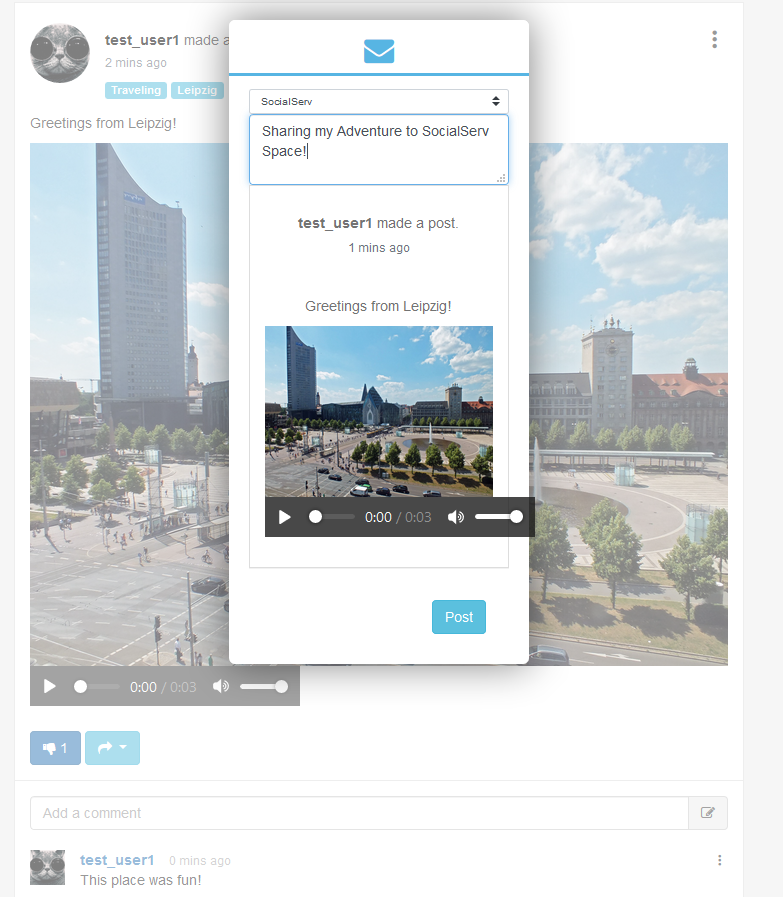 test_user1 made a
2 mins ago
Traveling Leipzig
Greetings from Leipzig!
SocialServ
Sharing my Adventure to SocialServ
Space!
test_user1 made a post.
1 mins ago
Greetings from Leipzig!
0:00 / 0:03
Post
0:00 / 0:03
1
Add a comment
test_user1 0 mins ago
This place was fun!